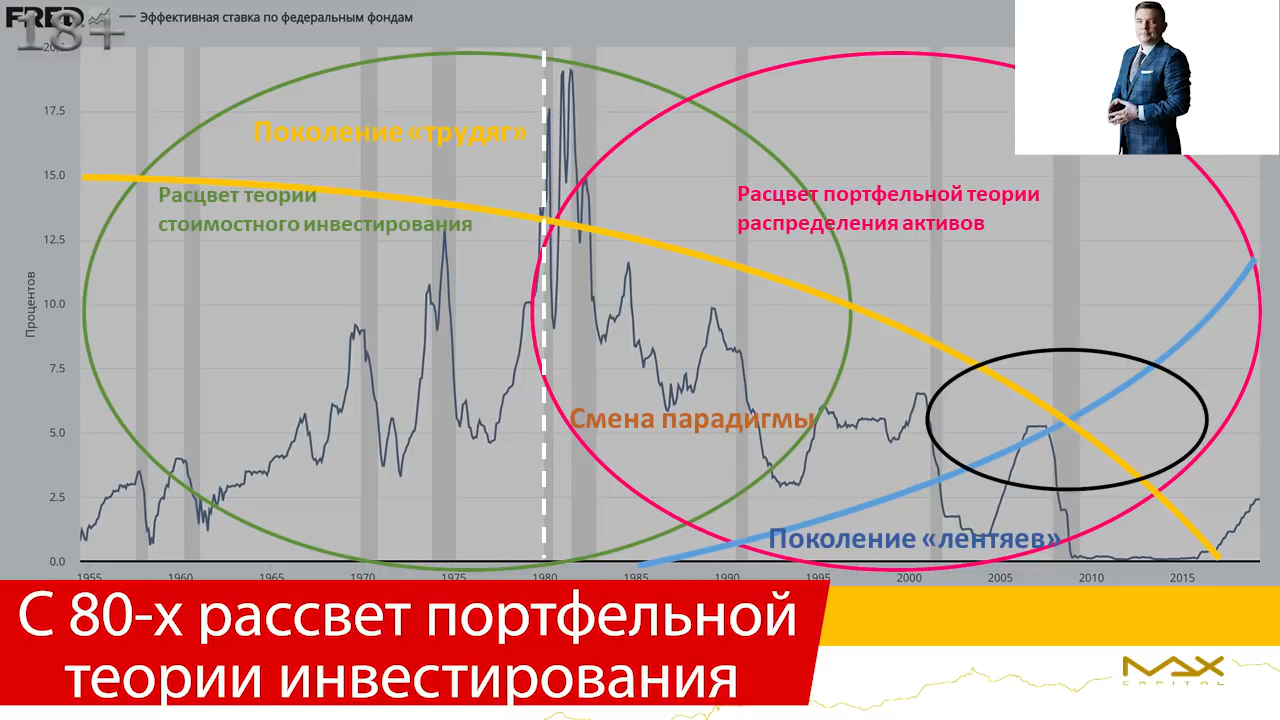 FRED
Эффективная ставка по федеральным фондам
18+
20.0
17.5
Поколение «трудяг»
15.0
Расцвет теории
стоимостного инвестирования
Расцвет портфельной теории
распределения активов
12.5
Процентов
10.0
7.5
Смена парадигмы
5.0
2.5
Поколение «лентяев»
0.0
1955 1960 1965 1970 1975 1980 1985 1990 1995 2000 2005 2010 2015
С 80-х рассвет портфельной
теории инвестирования
MAX
CAPITAL